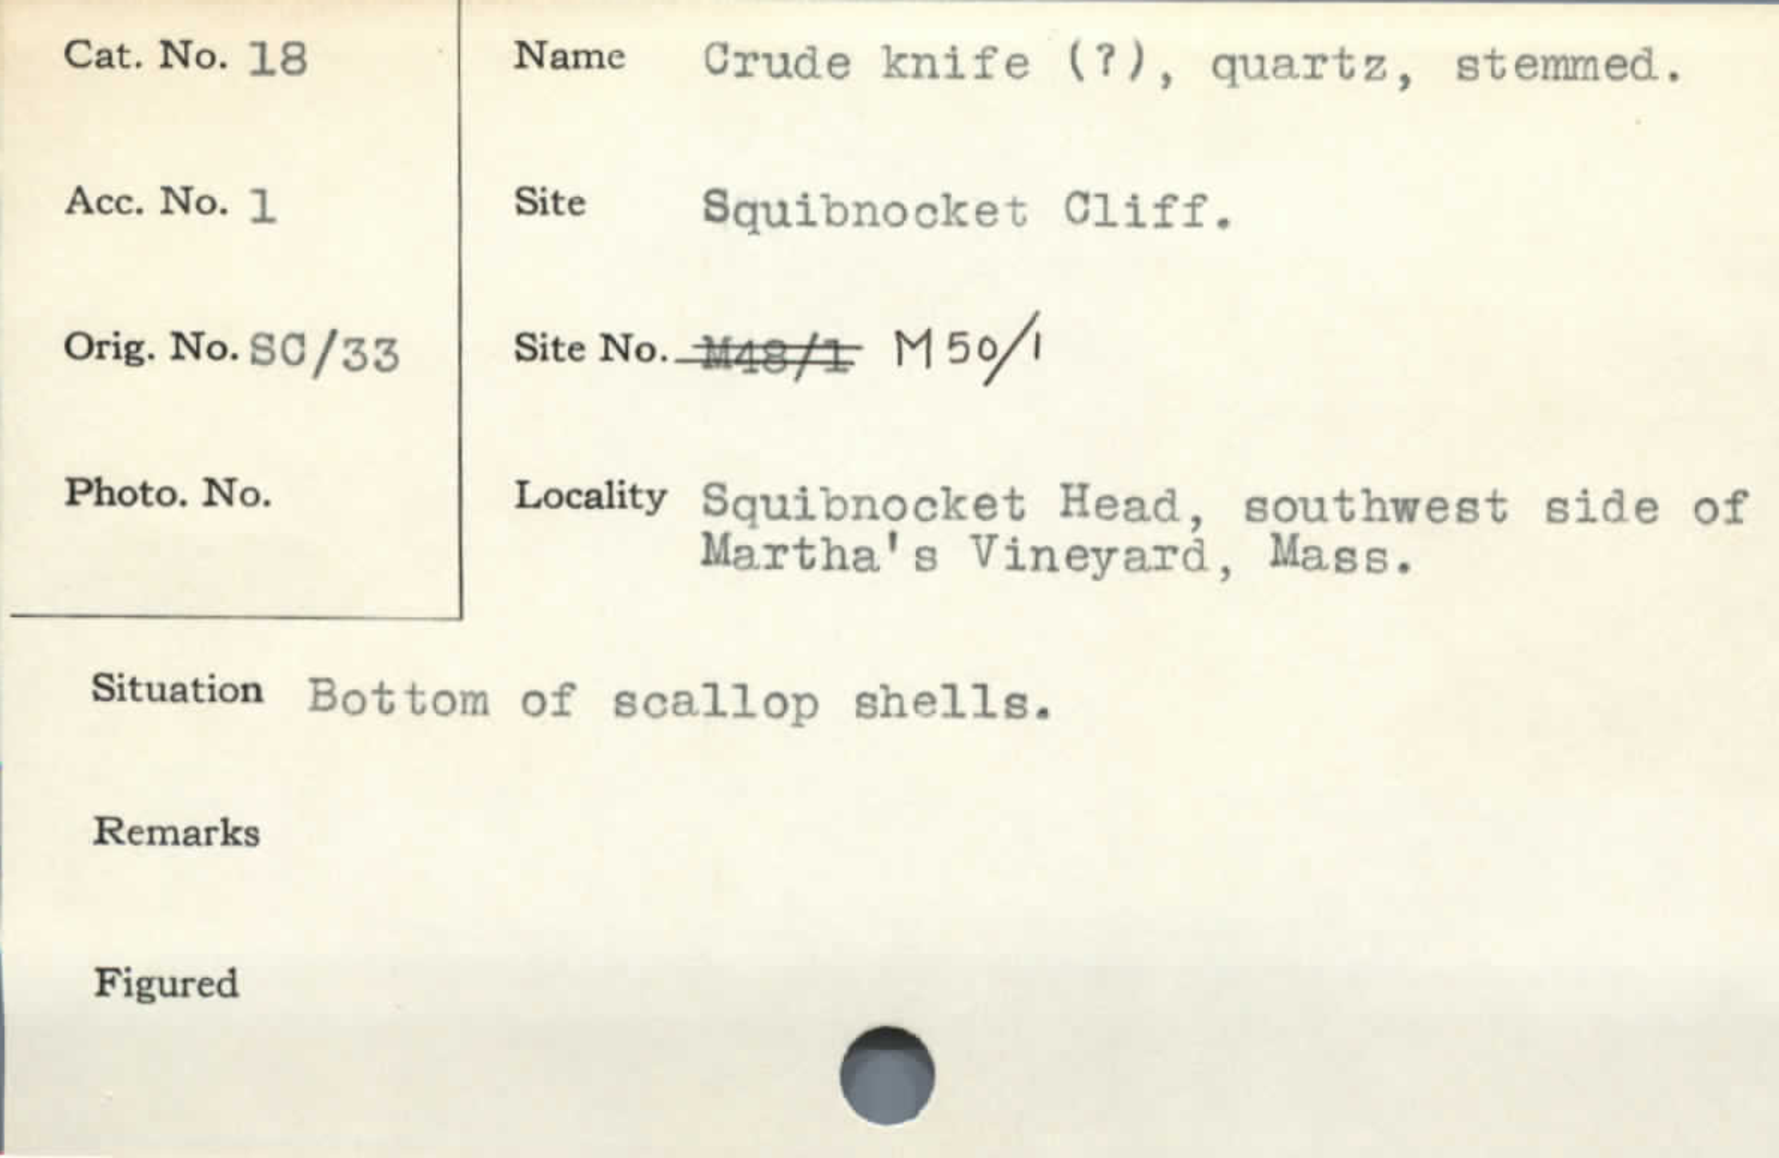 Cat. No. 18
Name Crude knife (?), quartz, stemmed.
Acc. No. 1
Site Squibnocket Cliff.
Orig. No. SC/33
Site No. M48/1 M50/1
Photo. No.
Locality Squibnocket Head, southwest side of
Martha's Vineyard, Mass.
Situation Bottom of scallop shells.
Remarks
Figured